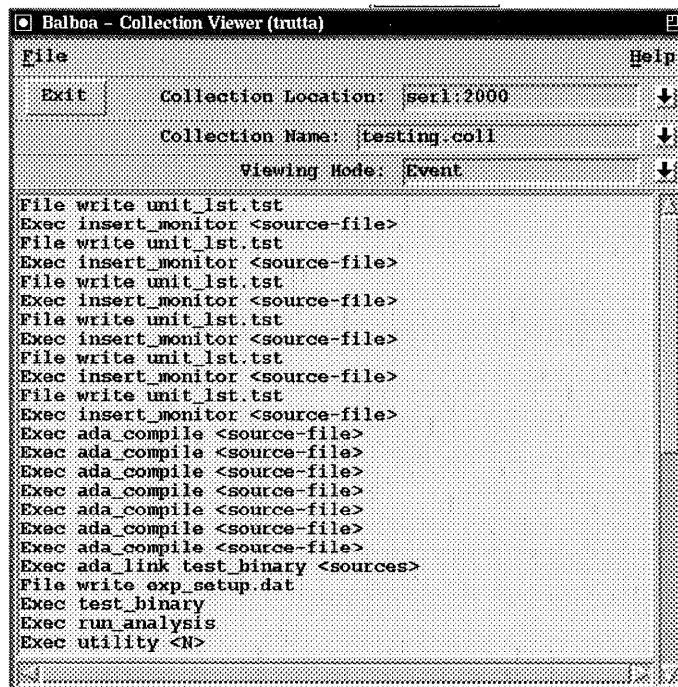 Balboa - Collection Viewer (trutta)
File Help
Exit Collection Location: serl:2000
Collection Name: testing.coll
Viewing Mode: Event
File write unit_lst.tst
Exec insert_monitor <source-file>
File write unit_lst.tst
Exec insert_monitor <source-file>
File write unit_lst.tst
Exec insert_monitor <source-file>
File write unit_lst.tst
Exec insert_monitor <source-file>
File write unit_lst.tst
Exec insert_monitor <source-file>
File write unit_lst.tst
Exec insert_monitor <source-file>
Exec ada_compile <source-file>
Exec ada_compile <source-file>
Exec ada_compile <source-file>
Exec ada_compile <source-file>
Exec ada_compile <source-file>
Exec ada_compile <source-file>
Exec ada_compile <source-file>
Exec ada_link test_binary <sources>
File write exp_setup.dat
Exec test_binary
Exec run_analysis
Exec utility <N>